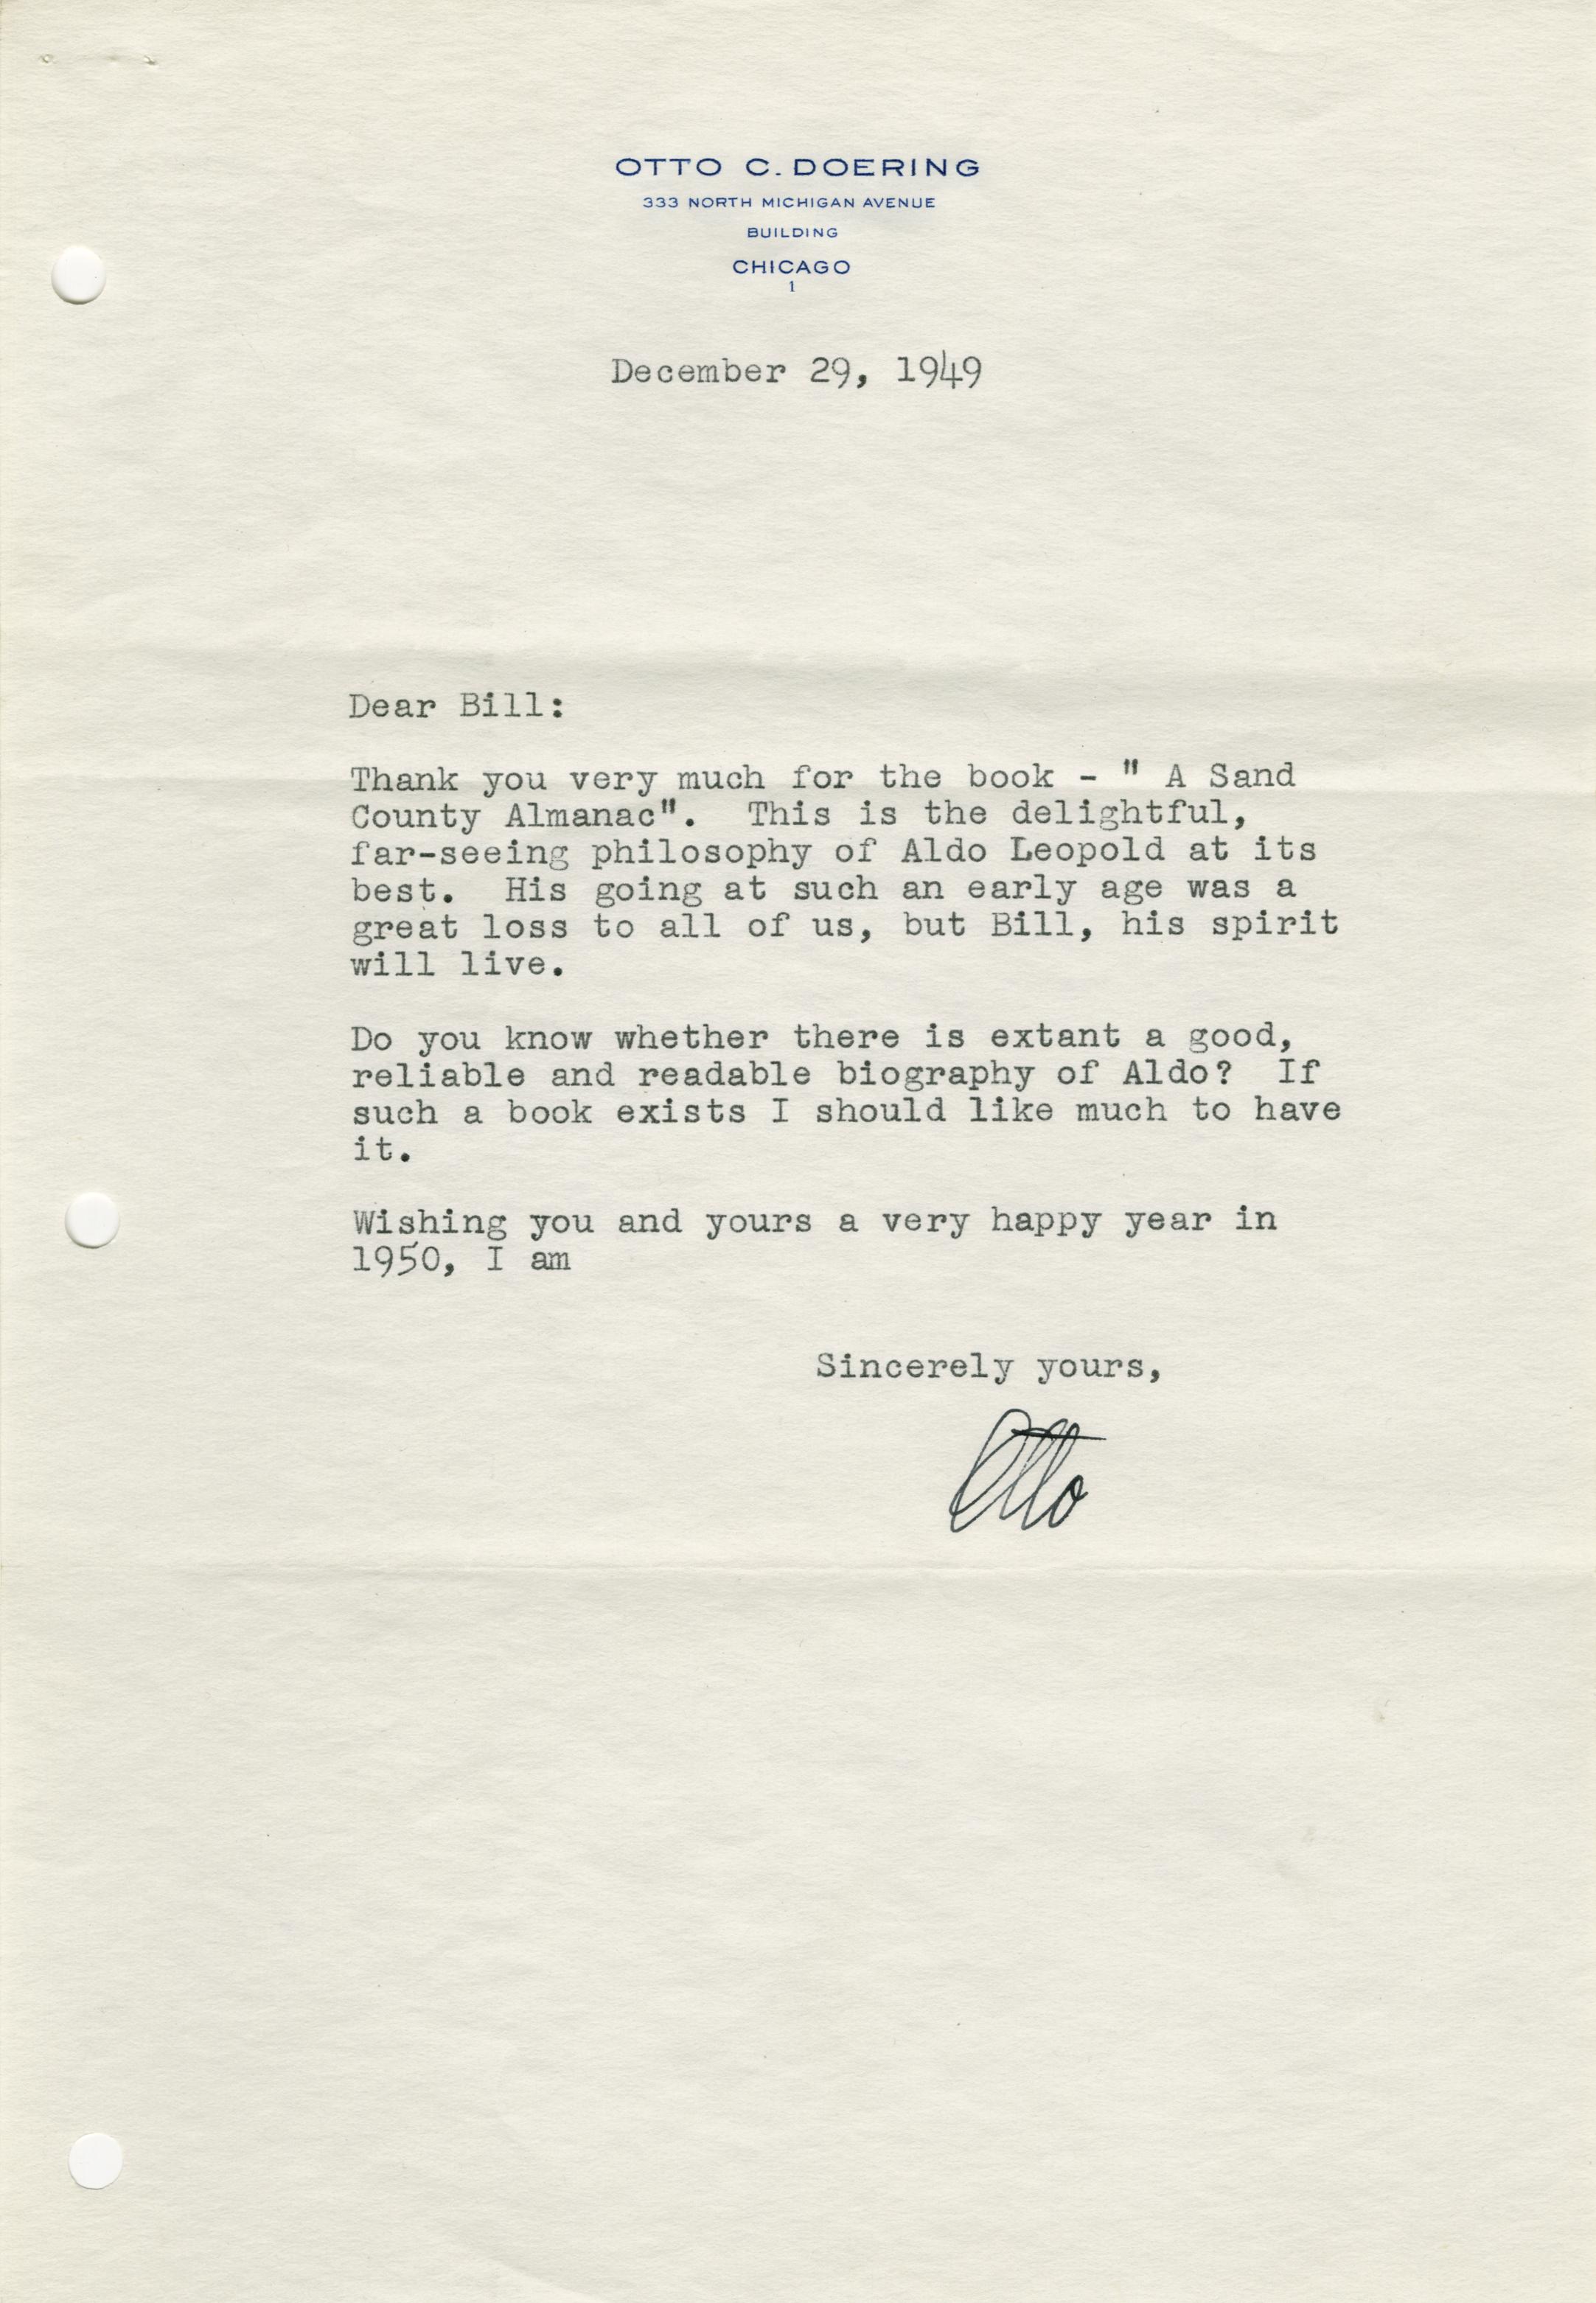 OTTO C. DOERING
333 NORTH MICHIGAN AVENUE
BUILDING
CHICAGO
1
December 29, 1949
Dear Bill:
Thank you very much for the book - " A Sand
County Almanac".  This is the delightful,
far-seeing philosophy of Aldo Leopold at its
best.  His going at such an early age was a
great loss to all of us, but Bill, his spirit
will live.
Do you know whether there is extant a good,
reliable and readable biography of Aldo?  If
such a book exists I should like much to have
it.
Wishing you and yours a very happy year in
1950, I am
Sincerely yours,
Otto